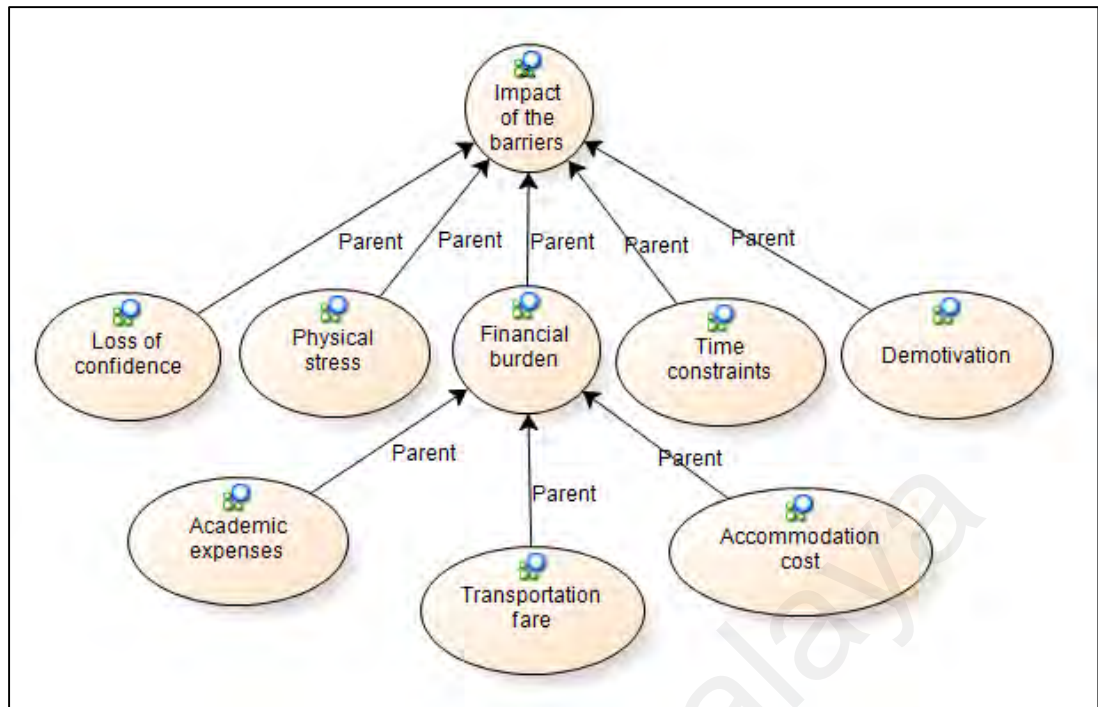 Impact
of the
barriers
Parent
Parent
Parent
Parent
Parent
Loss of
confidence
Physical
stress
Financial
burden
Time
constraints
Demotivation
Parent
Parent
Parent
Academic
expenses
Transportation
fare
Accommodation
cost
alaya